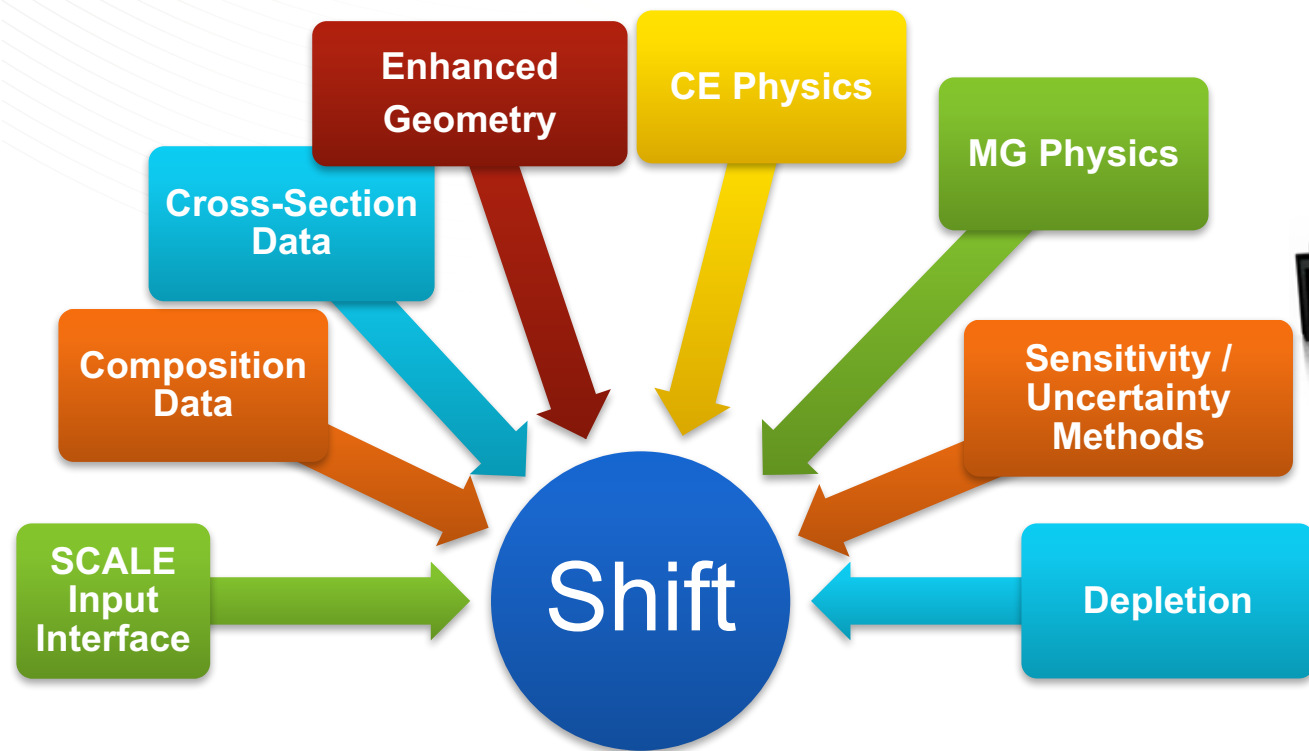 Enhanced
Geometry
CE Physics
MG Physics
Cross-Section
Data
Composition
Data
Sensitivity /
Uncertainty
Methods
SCALE
Input
Interface
Shift
Depletion